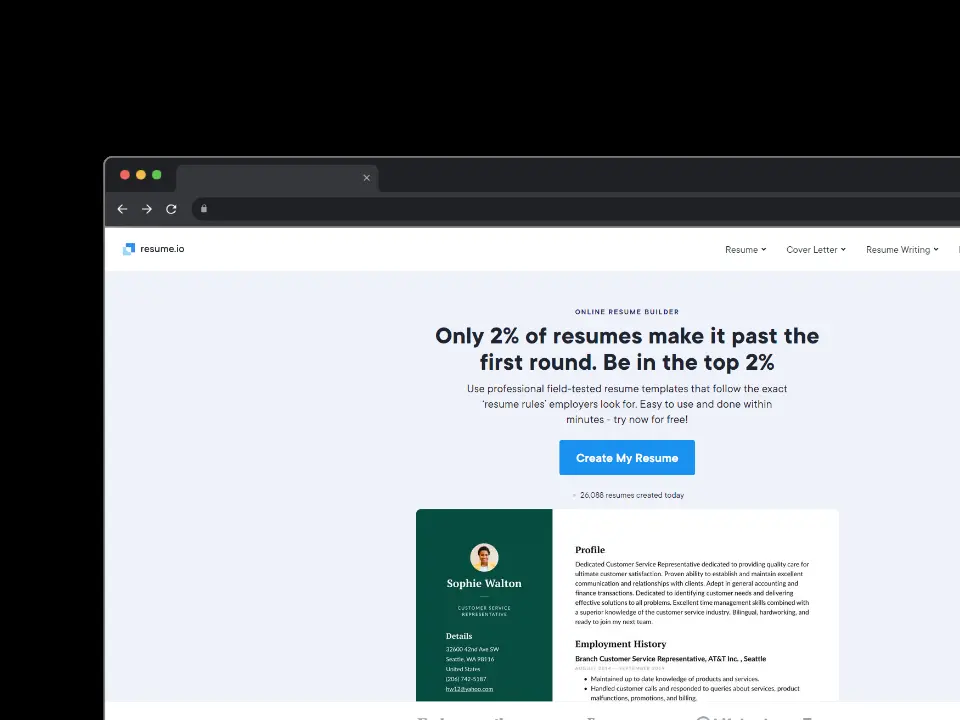 resume.io
Resume
Cover Letter
Resume Writing
ONLINE RESUME BUILDER
Only 2% of resumes make it past the
first round. Be in the top 2%
Use professional field-tested resume templates that follow the exact
'resume rules' employers look for. Easy to use and done within
minutes - try now for free!
Create My Resume
26,088 resumes created today
Sophie Walton
CUSTOMER SERVICE
REPRESENTATIVE
Details
32600 42nd Ave SW
Seattle, WA 98116
United States
(206) 742-5187
hw12@yahoo.com
Profile
Dedicated Customer Service Representative dedicated to providing quality care for
ultimate customer satisfaction. Proven ability to establish and maintain excellent
communication and relationships with clients. Adept in general accounting and
finance transactions. Dedicated to identifying customer needs and delivering
effective solutions to all problems. Excellent time management skills combined with
a superior knowledge of the customer service industry. Bilingual, hardworking, and
ready to join my next team.
Employment History
Branch Customer Service Representative, AT&T Inc. , Seattle
AUGUST 2014 — SEPTEMBER 2019
• Maintained up to date knowledge of products and services.
• Handled customer calls and responded to queries about services, product
malfunctions, promotions, and billing.